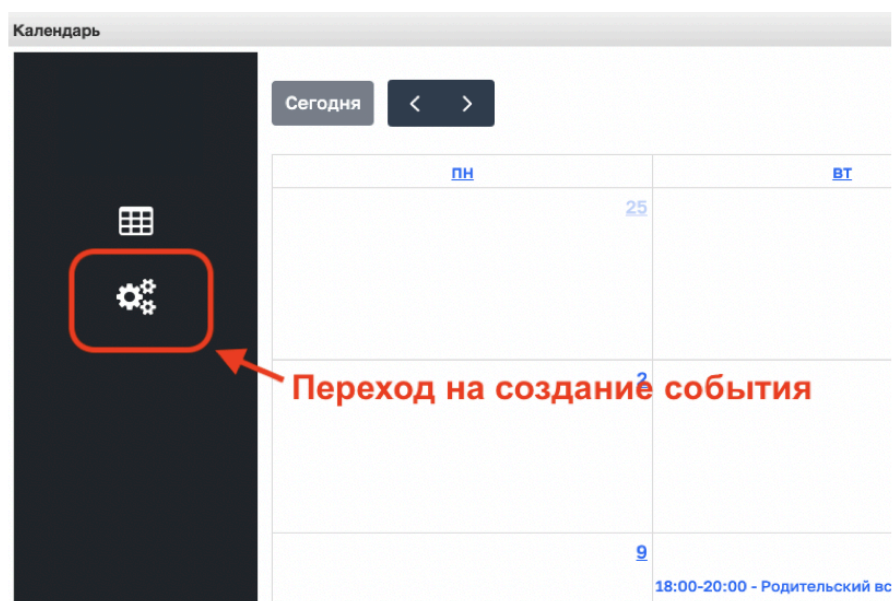 Календарь
Сегодня
пн
вт
25
2
Переход на создание события
9
18:00-20:00 - Родительский